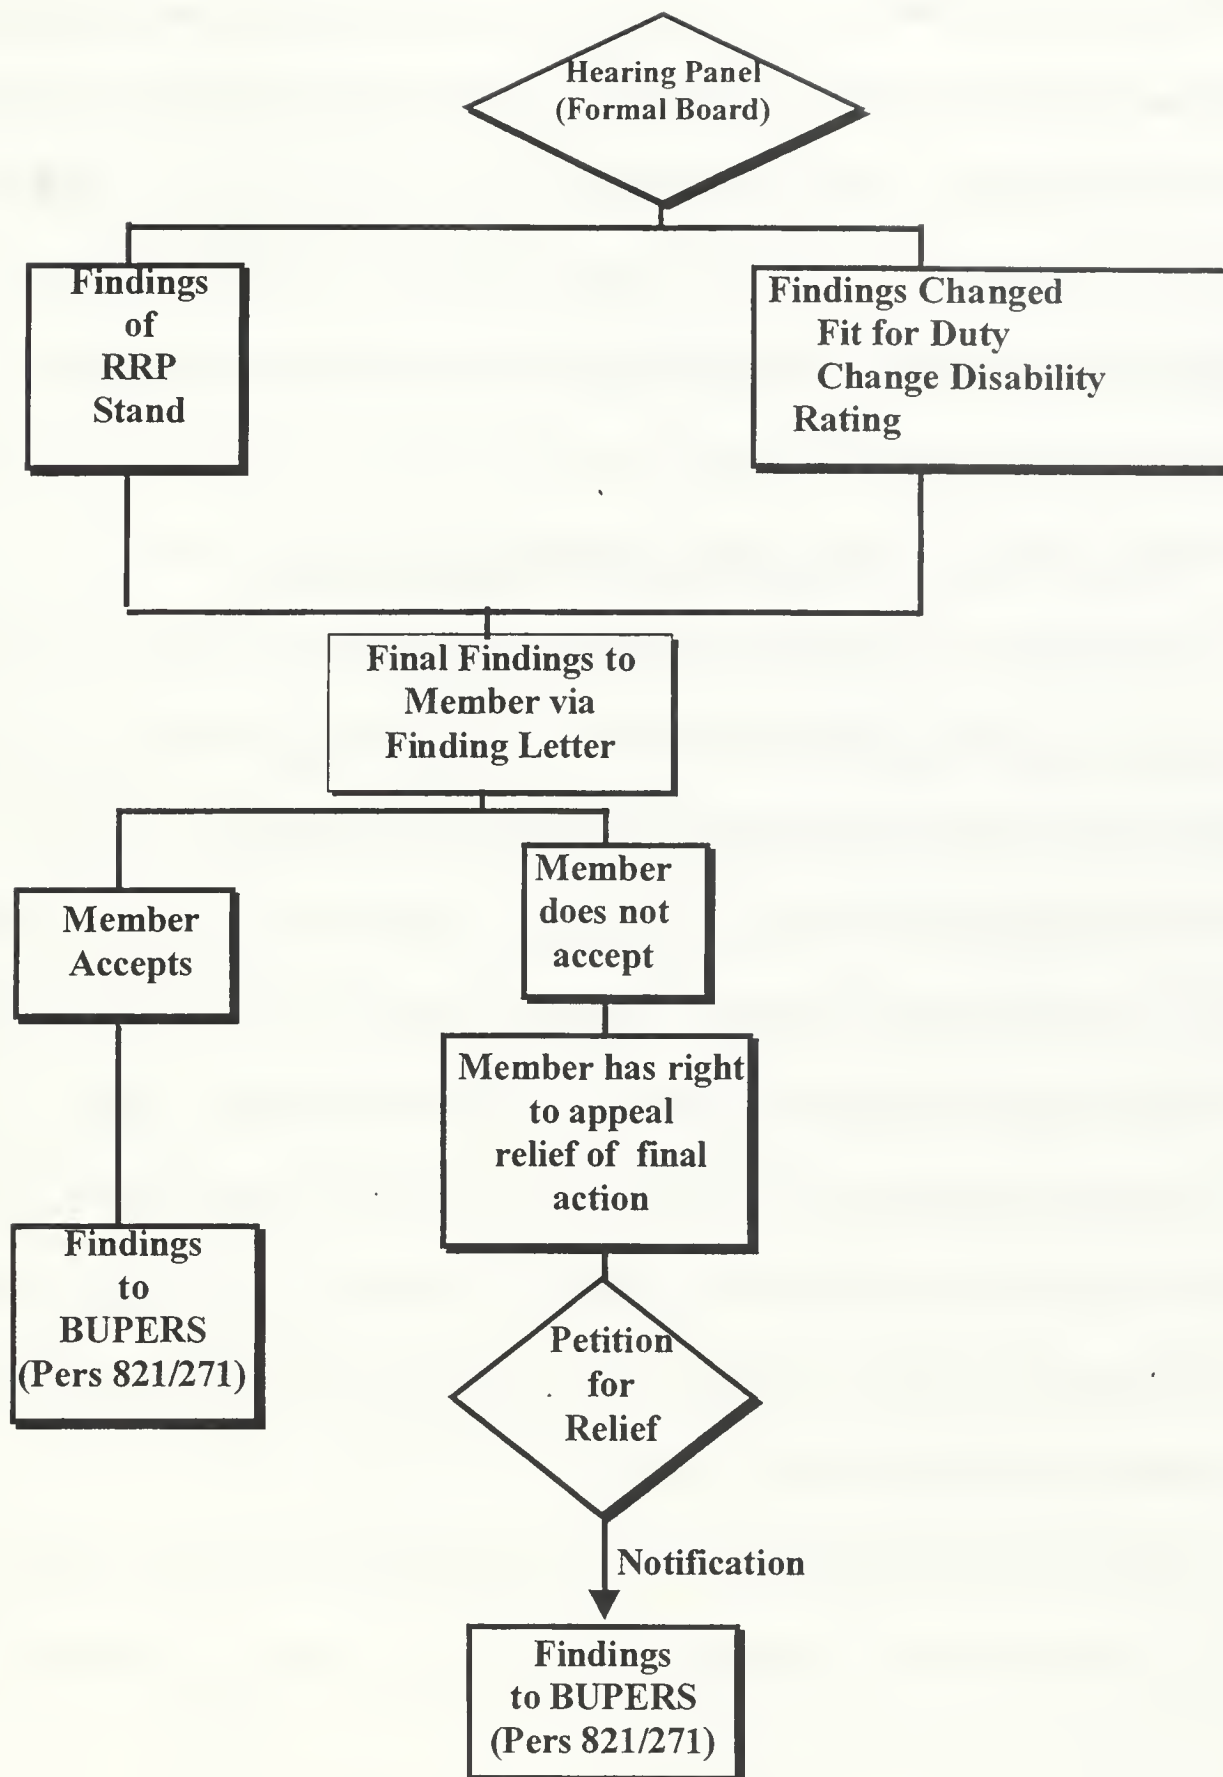 Hearing Panel
(Formal Board)
Findings
of
RRP
Stand
Findings Changed
Fit for Duty
Change Disability
Rating
Final Findings to
Member via
Finding Letter
Member
Accepts
Member
does not
accept
Member has right
to appeal
relief of final
action
Findings
to
BUPERS
(Pers 821/271)
Petition
for
Relief
Notification
Findings
to BUPERS
(Pers 821/271)